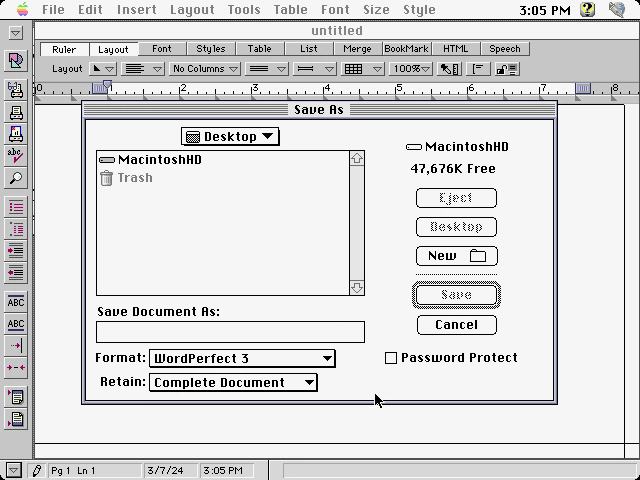 File Edit Insert Layout Tools Table Font Size Style 3:05 PM
untitled
Ruler Layout Font Styles Table List Merge BookMark HTML Speech
Layout No Columns 100%
0 1 2 3 4 5 6 7 8
Save As
Desktop
MacintoshHD
Trash
MacintoshHD
47,676K Free
Eject
Desktop
New
Save
Cancel
Save Document As:
Format: WordPerfect 3
Password Protect
Retain: Complete Document
abc
ABC
ABC
Pg 1 Ln 1 3/7/24 3:05 PM